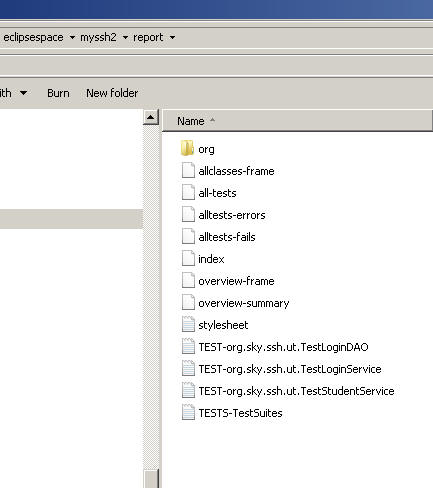 eclipsespace myssh2 report
ith Burn New folder
Name
org
allclasses-frame
all-tests
alltests-errors
alltests-fails
index
overview-frame
overview-summary
stylesheet
TEST-org.sky.ssh.ut.TestLoginDAO
TEST-org.sky.ssh.ut.TestLoginService
TEST-org.sky.ssh.ut.TestStudentService
TESTS-TestSuites